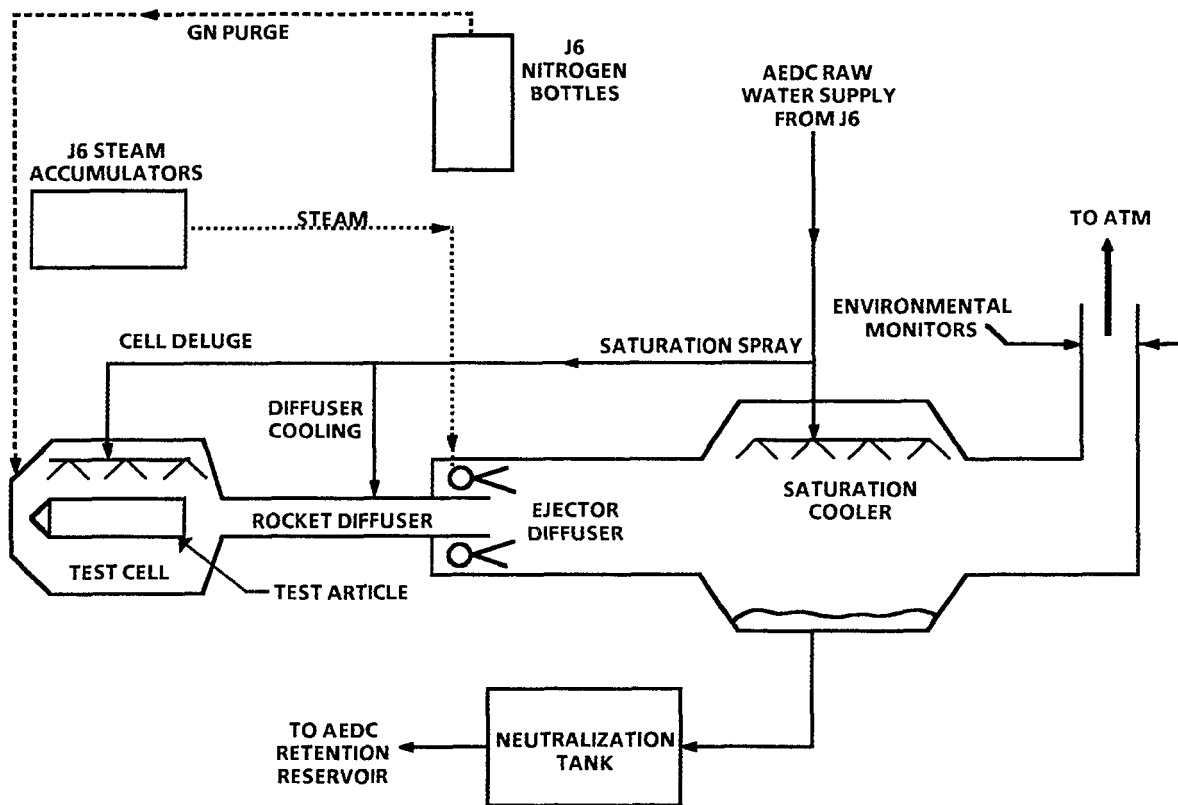 GN PURGE
J6
NITROGEN
BOTTLES
AEDC RAW
WATER SUPPLY
FROM J6
J6 STEAM
ACCUMULATORS
STEAM
TO ATM
ENVIRONMENTAL
MONITORS
CELL DELUGE
SATURATION SPRAY
DIFFUSER
COOLING
SATURATION
COOLER
ROCKET DIFFUSER
EJECTOR
DIFFUSER
TEST CELL
TEST ARTICLE
TO AEDC
RETENTION
RESERVOIR
NEUTRALIZATION
TANK